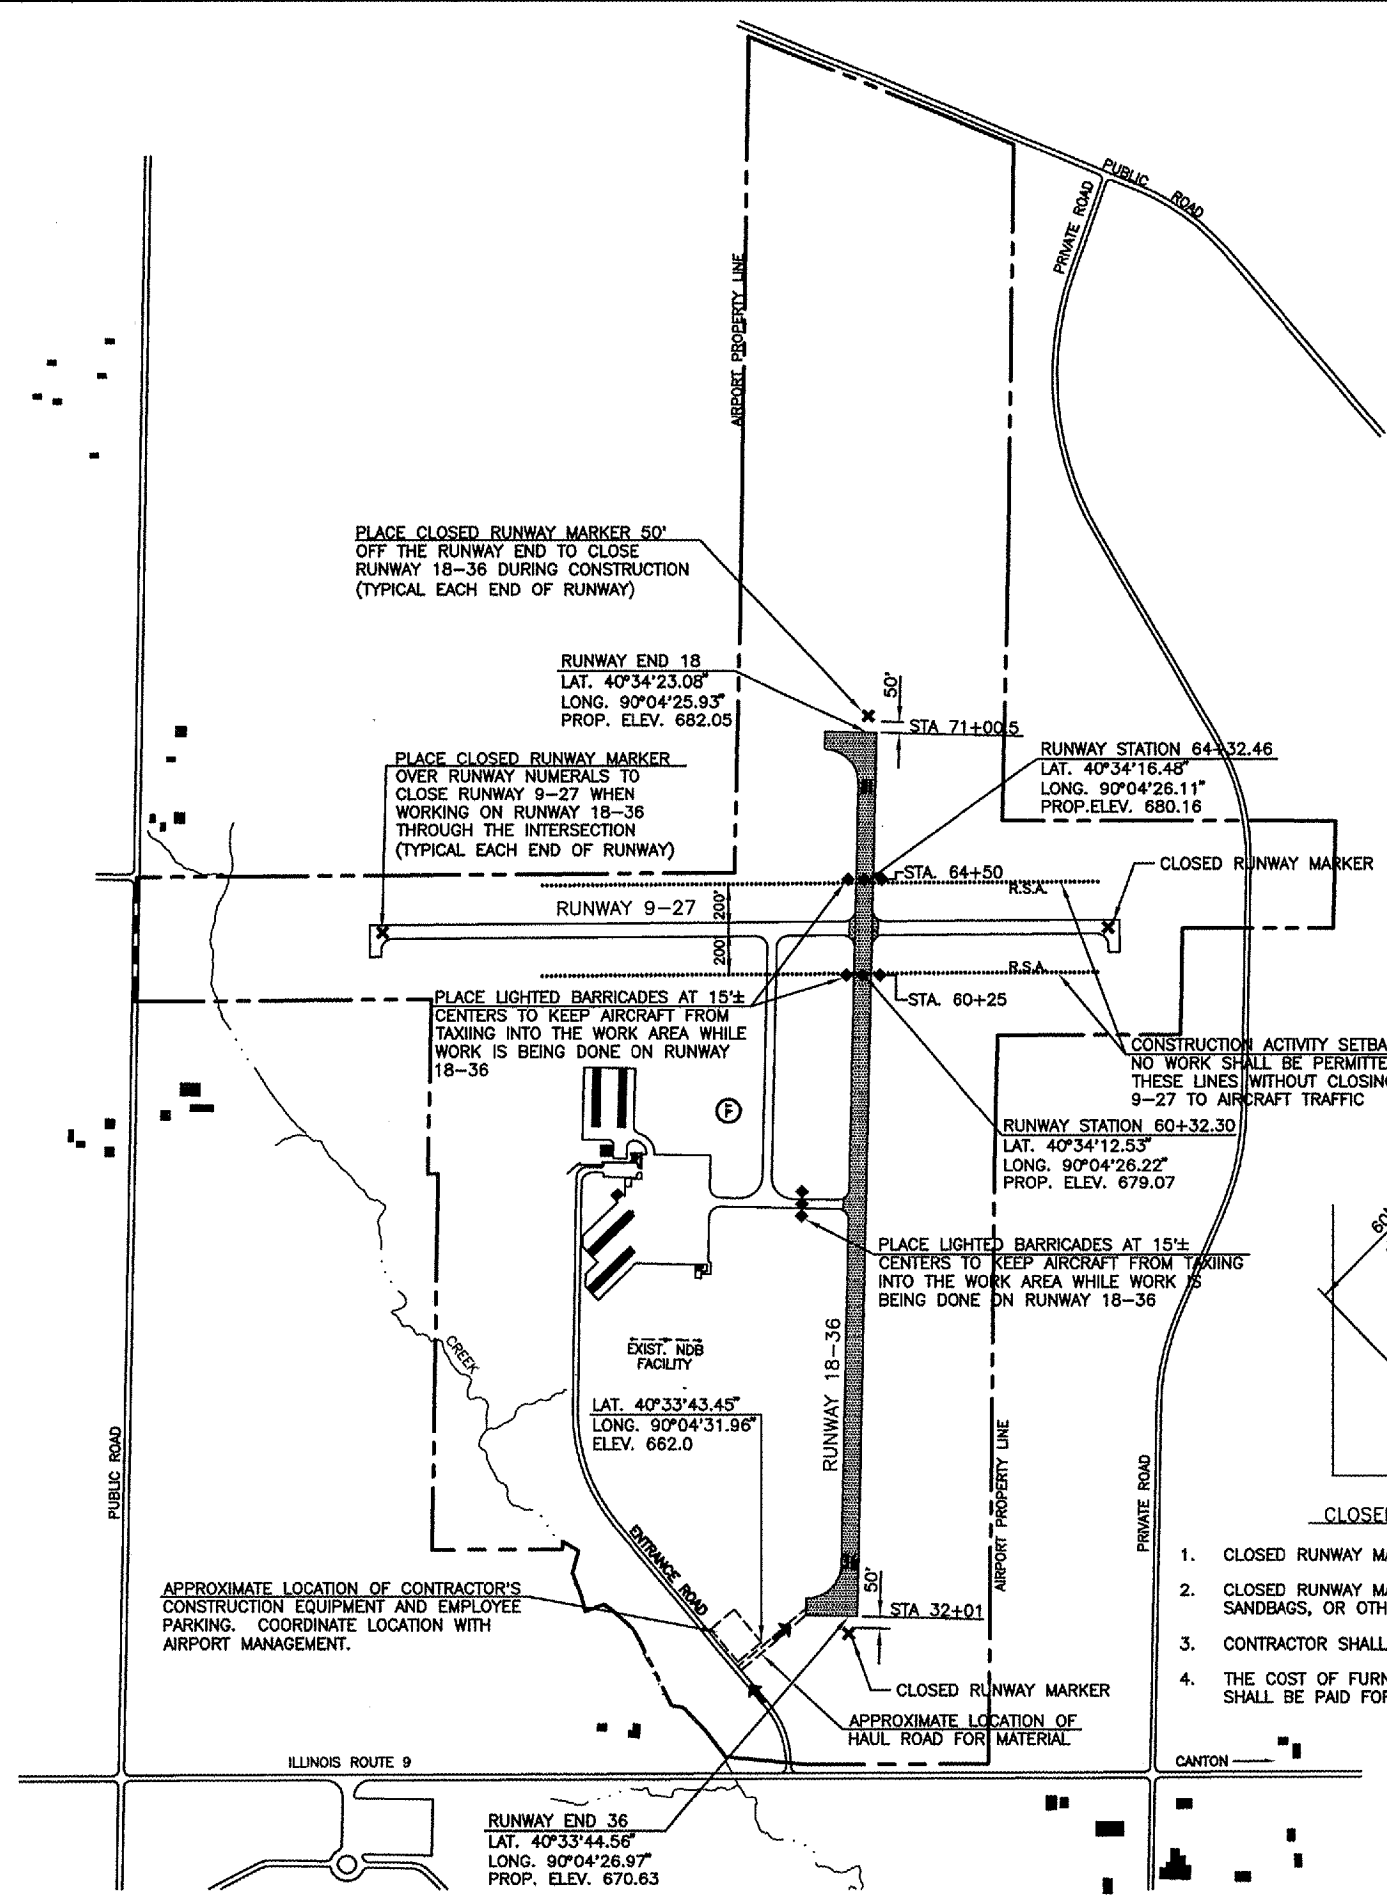 PUBLIC ROAD
PRIVATE ROAD
AIRPORT PROPERTY LINE
PLACE CLOSED RUNWAY MARKER 50'
OFF THE RUNWAY END TO CLOSE
RUNWAY 18-36 DURING CONSTRUCTION
(TYPICAL EACH END OF RUNWAY)
RUNWAY END 18
LAT. 40°34'23.08"
LONG. 90°04'25.93"
PROP. ELEV. 682.05
50'
STA 71+00.5
RUNWAY STATION 64+32.46
LAT. 40°34'16.48"
LONG. 90°04'26.11"
PROP.ELEV. 680.16
PLACE CLOSED RUNWAY MARKER
OVER RUNWAY NUMERALS TO
CLOSE RUNWAY 9-27 WHEN
WORKING ON RUNWAY 18-36
THROUGH THE INTERSECTION
(TYPICAL EACH END OF RUNWAY)
18
CLOSED RUNWAY MARKER
STA. 64+50
R.S.A.
RUNWAY 9-27
200'
200'
R.S.A.
STA. 60+25
PLACE LIGHTED BARRICADES AT 15'±
CENTERS TO KEEP AIRCRAFT FROM
TAXIING INTO THE WORK AREA WHILE
WORK IS BEING DONE ON RUNWAY
18-36
CONSTRUCTION ACTIVITY SETBA
NO WORK SHALL BE PERMITTE
THESE LINES WITHOUT CLOSING
9-27 TO AIRCRAFT TRAFFIC
F
RUNWAY STATION 60+32.30
LAT. 40°34'12.53"
LONG. 90°04'26.22"
PROP. ELEV. 679.07
60"
PLACE LIGHTED BARRICADES AT 15'±
CENTERS TO KEEP AIRCRAFT FROM TAXIING
INTO THE WORK AREA WHILE WORK IS
BEING DONE ON RUNWAY 18-36
EXIST. NDB
FACILITY
CREEK
RUNWAY 18-36
LAT. 40°33'43.45"
LONG. 90°04'31.96"
ELEV. 662.0
PUBLIC ROAD
AIRPORT PROPERTY LINE
PRIVATE ROAD
ENTRANCE ROAD
36
50'
STA 32+01
APPROXIMATE LOCATION OF CONTRACTOR'S
CONSTRUCTION EQUIPMENT AND EMPLOYEE
PARKING. COORDINATE LOCATION WITH
AIRPORT MANAGEMENT.
CLOSED RUNWAY MARKER
APPROXIMATE LOCATION OF
HAUL ROAD FOR MATERIAL
CLOSE
1. CLOSED RUNWAY MA
2. CLOSED RUNWAY MA
SANDBAGS, OR OTH
3. CONTRACTOR SHALL
4. THE COST OF FURN
SHALL BE PAID FOR
ILLINOIS ROUTE 9
CANTON
RUNWAY END 36
LAT. 40°33'44.56"
LONG. 90°04'26.97"
PROP. ELEV. 670.63